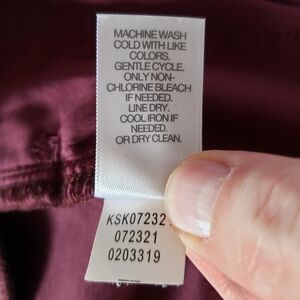 MACHINE WASH
COLD WITH LIKE
COLORS.
GENTLE CYCLE.
ONLY NON-
CHLORINE BLEACH
IF NEEDED.
LINE DRY.
COOL IRON IF
NEEDED.
OR DRY CLEAN.
KSK072321
072321
0203319